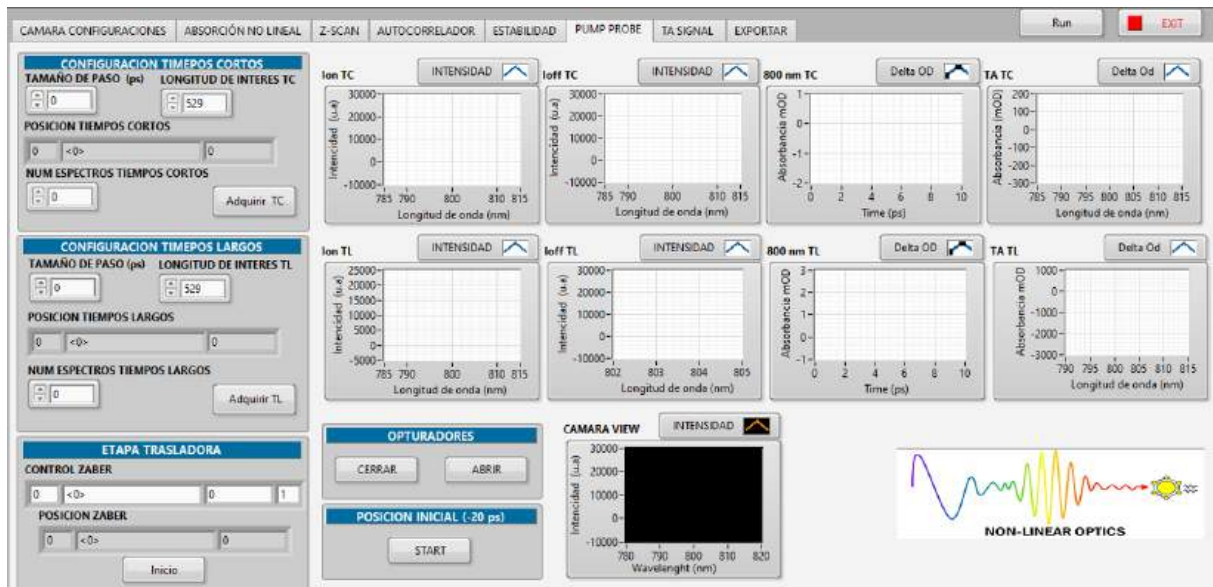 CAMARA CONFIGURACIONES ABSORCIÓN NO LINEAL Z-SCAN AUTOCORRELADOR ESTABILIDAD PUMP PROBE TA SIGNAL EXPORTAR Run EXIT
CONFIGURACION TIMEPOS CORTOS
TAMAÑO DE PASO (ps) LONGITUD DE INTERES TC
0 529
POSICION TIEMPOS CORTOS
0 <0> 0
NUM ESPECTROS TIEMPOS CORTOS
0 Adquirir TC
Ion TC INTENSIDAD
Intencidad (u.a)
30000
20000
10000
0
-10000
785 790 800 810 815
Longitud de onda (nm)
Ioff TC INTENSIDAD
Intencidad (u.a)
30000
20000
10000
0
-10000
785 790 800 810 815
Longitud de onda (nm)
800 nm TC Delta OD
Absorbancia mOD
1
0
-1
-2
0 2 4 6 8 10
Time (ps)
TA TC Delta Od
Absorbancia (mOD)
200
100
0
-100
-200
-300
785 790 795 800 805 810 815
Longitud de onda (nm)
CONFIGURACION TIMEPOS LARGOS
TAMAÑO DE PASO (ps) LONGITUD DE INTERES TL
0 529
POSICION TIEMPOS LARGOS
0 <0> 0
NUM ESPECTROS TIEMPOS LARGOS
0 Adquirir TL
Ion TL INTENSIDAD
Intencidad (u.a)
25000
20000
15000
10000
5000
0
-5000
785 790 800 810 815
Longitud de onda (nm)
Ioff TL INTENSIDAD
Intencidad (u.a)
30000
20000
10000
0
-10000
802 803 804 805
Longitud de onda (nm)
800 nm TL Delta OD
Absorbancia mOD
3
2
1
0
-1
0 2 4 6 8 10
Time (ps)
TA TL Delta Od
Absorbancia mOD
1000
0
-1000
-2000
-3000
790 795 800 805 810 815
Longitud de onda (nm)
ETAPA TRASLADORA
CONTROL ZABER
0 <0> 0 1
POSICION ZABER
0 <0> 0
Inicio
OPTURADORES
CERRAR ABRIR
POSICION INICIAL (-20 ps)
START
CAMARA VIEW INTENSIDAD
Intencidad (u.a)
30000
20000
10000
0
-10000
780 790 800 810 820
Wavelenght (nm)
NON-LINEAR OPTICS